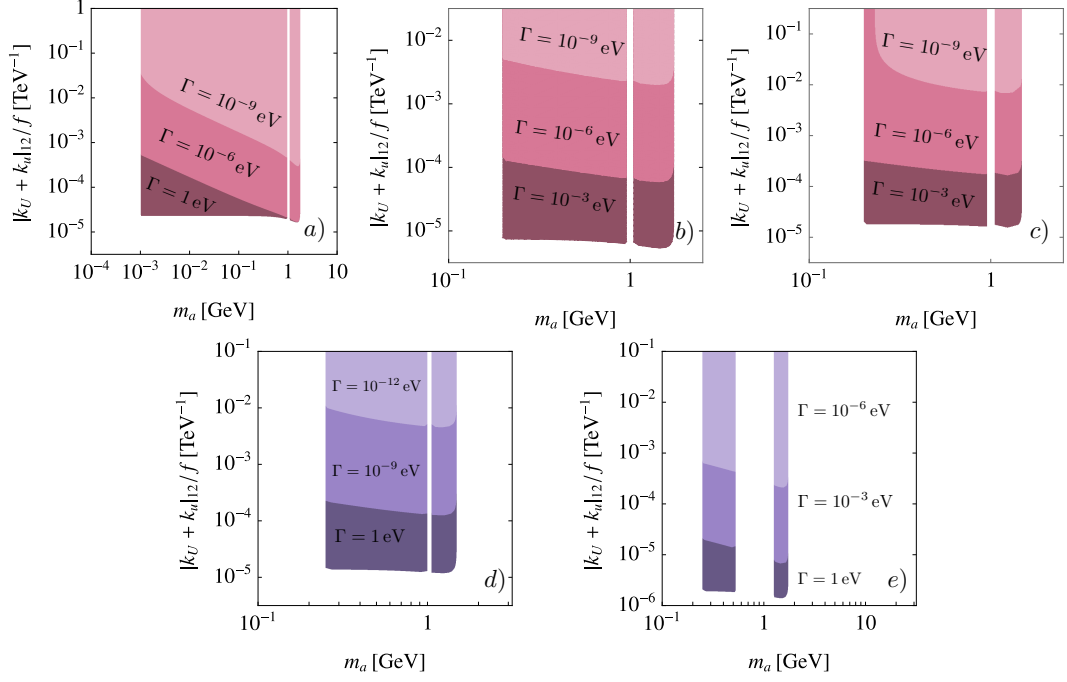 |k_U + k_u|_12/f [TeV^−1]
1
10^−1
10^−2
10^−3
10^−4
10^−5
Γ = 10^−9 eV
Γ = 10^−6 eV
Γ = 1 eV
a)
10^−4 10^−3 10^−2 10^−1 1 10
m_a [GeV]
|k_U + k_u|_12/f [TeV^−1]
10^−2
10^−3
10^−4
10^−5
Γ = 10^−9 eV
Γ = 10^−6 eV
Γ = 10^−3 eV
b)
10^−1 1
m_a [GeV]
|k_U + k_u|_12/f [TeV^−1]
10^−1
10^−2
10^−3
10^−4
10^−5
Γ = 10^−9 eV
Γ = 10^−6 eV
Γ = 10^−3 eV
c)
10^−1 1
m_a [GeV]
|k_U + k_u|_12/f [TeV^−1]
10^−1
10^−2
10^−3
10^−4
10^−5
Γ = 10^−12 eV
Γ = 10^−9 eV
Γ = 1 eV
d)
10^−1 1
m_a [GeV]
|k_U + k_u|_12/f [TeV^−1]
10^−1
10^−2
10^−3
10^−4
10^−5
10^−6
Γ = 10^−6 eV
Γ = 10^−3 eV
Γ = 1 eV
e)
10^−1 1 10
m_a [GeV]